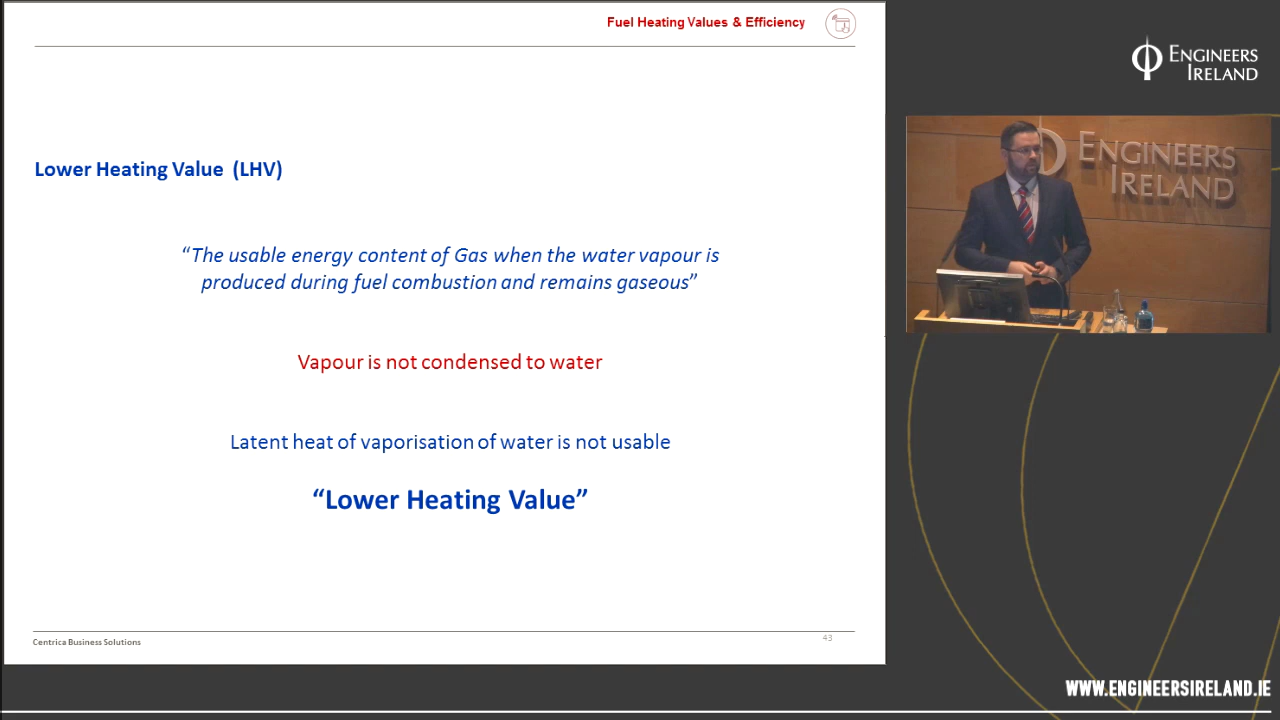 Fuel Heating Values & Efficiency
Lower Heating Value (LHV)
“The usable energy content of Gas when the water vapour is
produced during fuel combustion and remains gaseous”
Vapour is not condensed to water
Latent heat of vaporisation of water is not usable
“Lower Heating Value”
Centrica Business Solutions
43
ENGINEERS
IRELAND
ENGINEERS
IRELAND
WWW.ENGINEERSIRELAND.IE